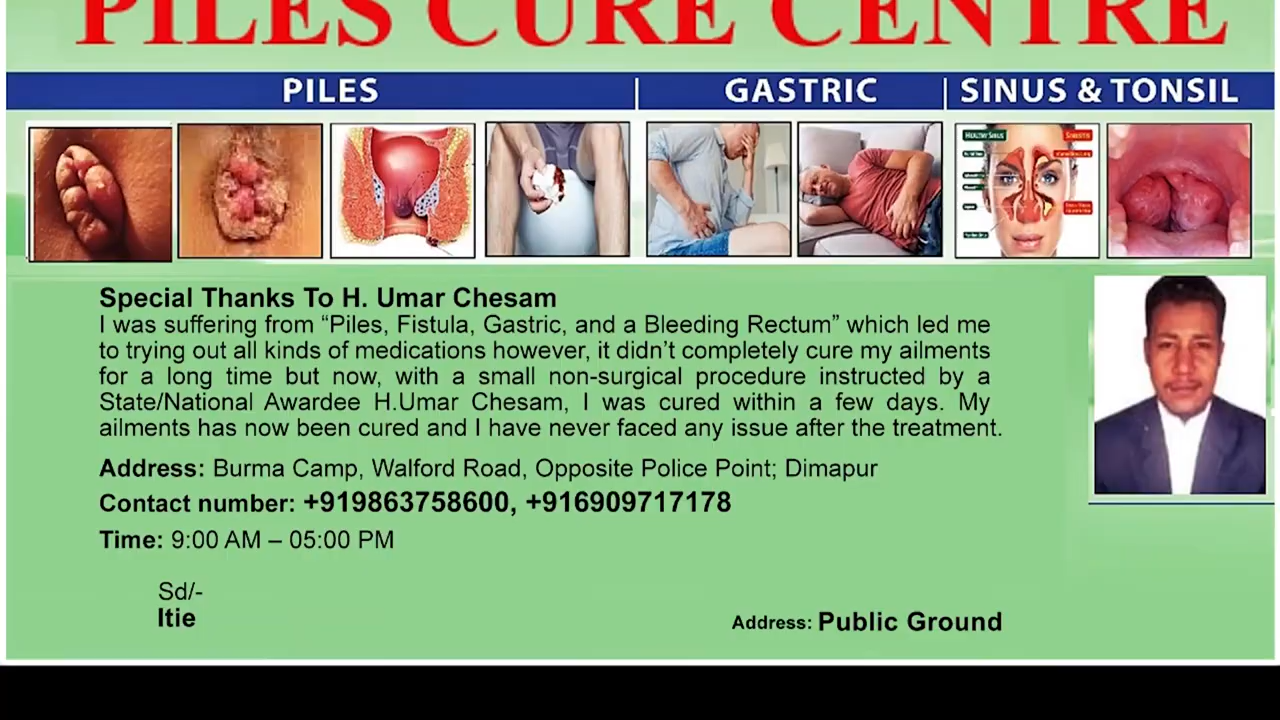 PILES CURE CENTRE
PILES | GASTRIC | SINUS & TONSIL
HEALTHY SINUS
SINUSITIS
Special Thanks To H. Umar Chesam
I was suffering from “Piles, Fistula, Gastric, and a Bleeding Rectum” which led me
to trying out all kinds of medications however, it didn’t completely cure my ailments
for a long time but now, with a small non-surgical procedure instructed by a
State/National Awardee H.Umar Chesam, I was cured within a few days. My
ailments has now been cured and I have never faced any issue after the treatment.
Address: Burma Camp, Walford Road, Opposite Police Point; Dimapur
Contact number: +919863758600, +916909717178
Time: 9:00 AM – 05:00 PM
Sd/-
Itie
Address: Public Ground